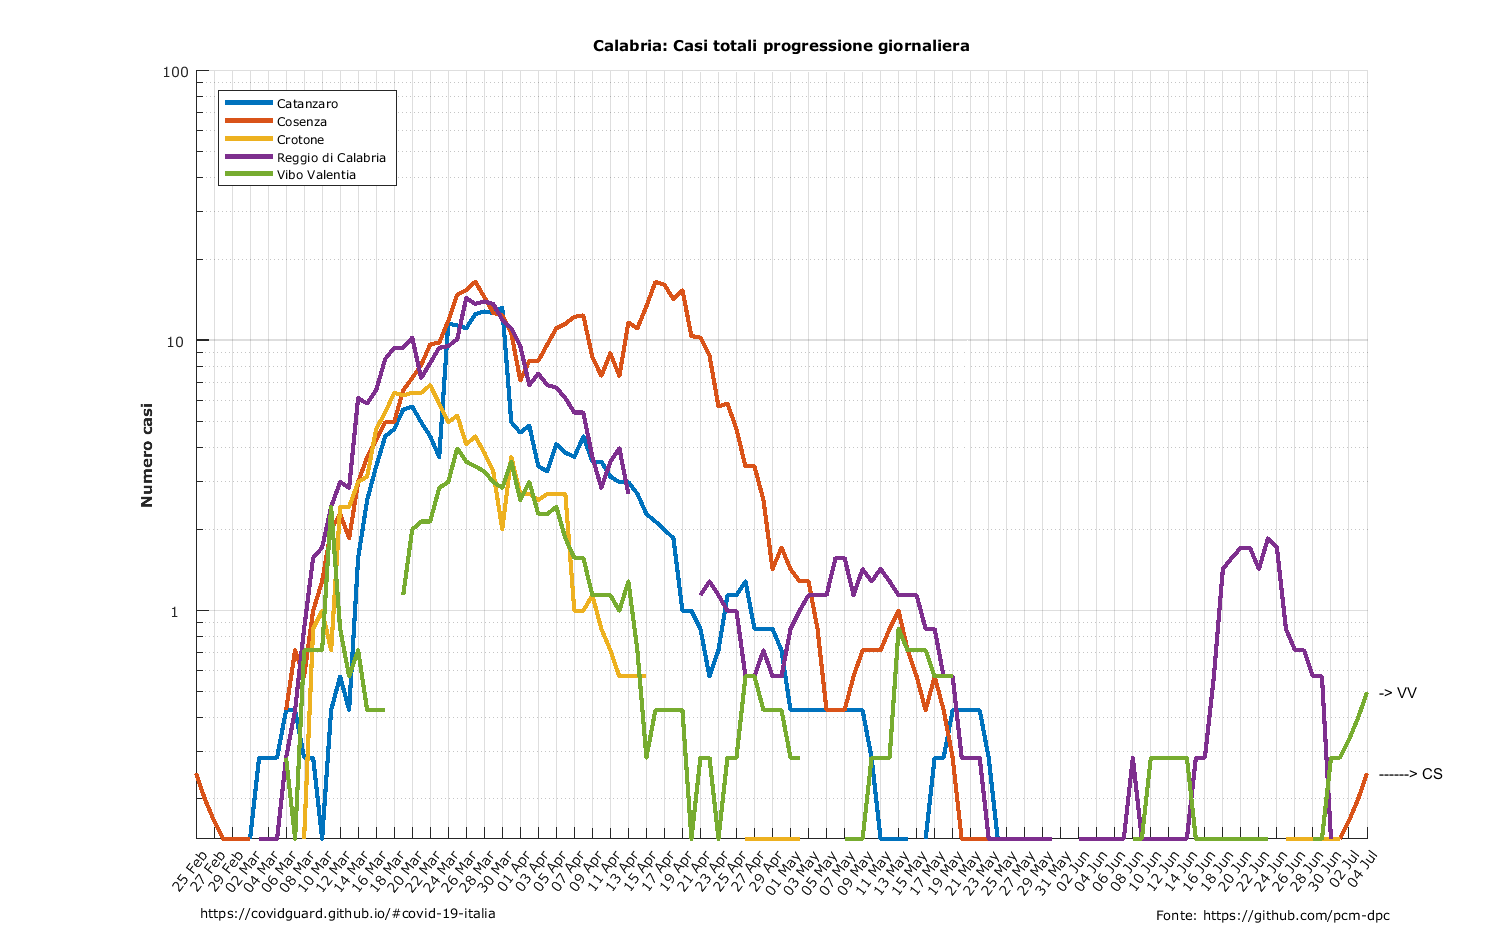 Calabria: Casi totali progressione giornaliera
100
10
1
Numero casi
Catanzaro
Cosenza
Crotone
Reggio di Calabria
Vibo Valentia
-> VV
------> CS
25 Feb
27 Feb
29 Feb
02 Mar
04 Mar
06 Mar
08 Mar
10 Mar
12 Mar
14 Mar
16 Mar
18 Mar
20 Mar
22 Mar
24 Mar
26 Mar
28 Mar
30 Mar
01 Apr
03 Apr
05 Apr
07 Apr
09 Apr
11 Apr
13 Apr
15 Apr
17 Apr
19 Apr
21 Apr
23 Apr
25 Apr
27 Apr
29 Apr
01 May
03 May
05 May
07 May
09 May
11 May
13 May
15 May
17 May
19 May
21 May
23 May
25 May
27 May
29 May
31 May
02 Jun
04 Jun
06 Jun
08 Jun
10 Jun
12 Jun
14 Jun
16 Jun
18 Jun
20 Jun
22 Jun
24 Jun
26 Jun
28 Jun
30 Jun
02 Jul
04 Jul
https://covidguard.github.io/#covid-19-italia
Fonte: https://github.com/pcm-dpc